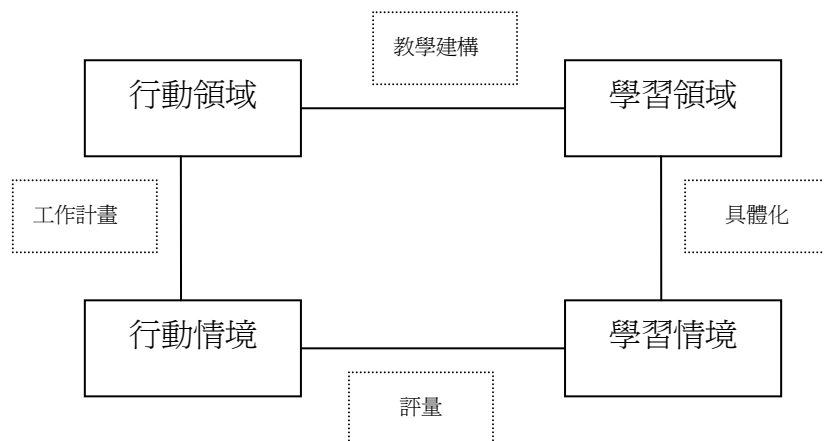 教學建構
行動領域
學習領域
工作計畫
具體化
行動情境
學習情境
評量